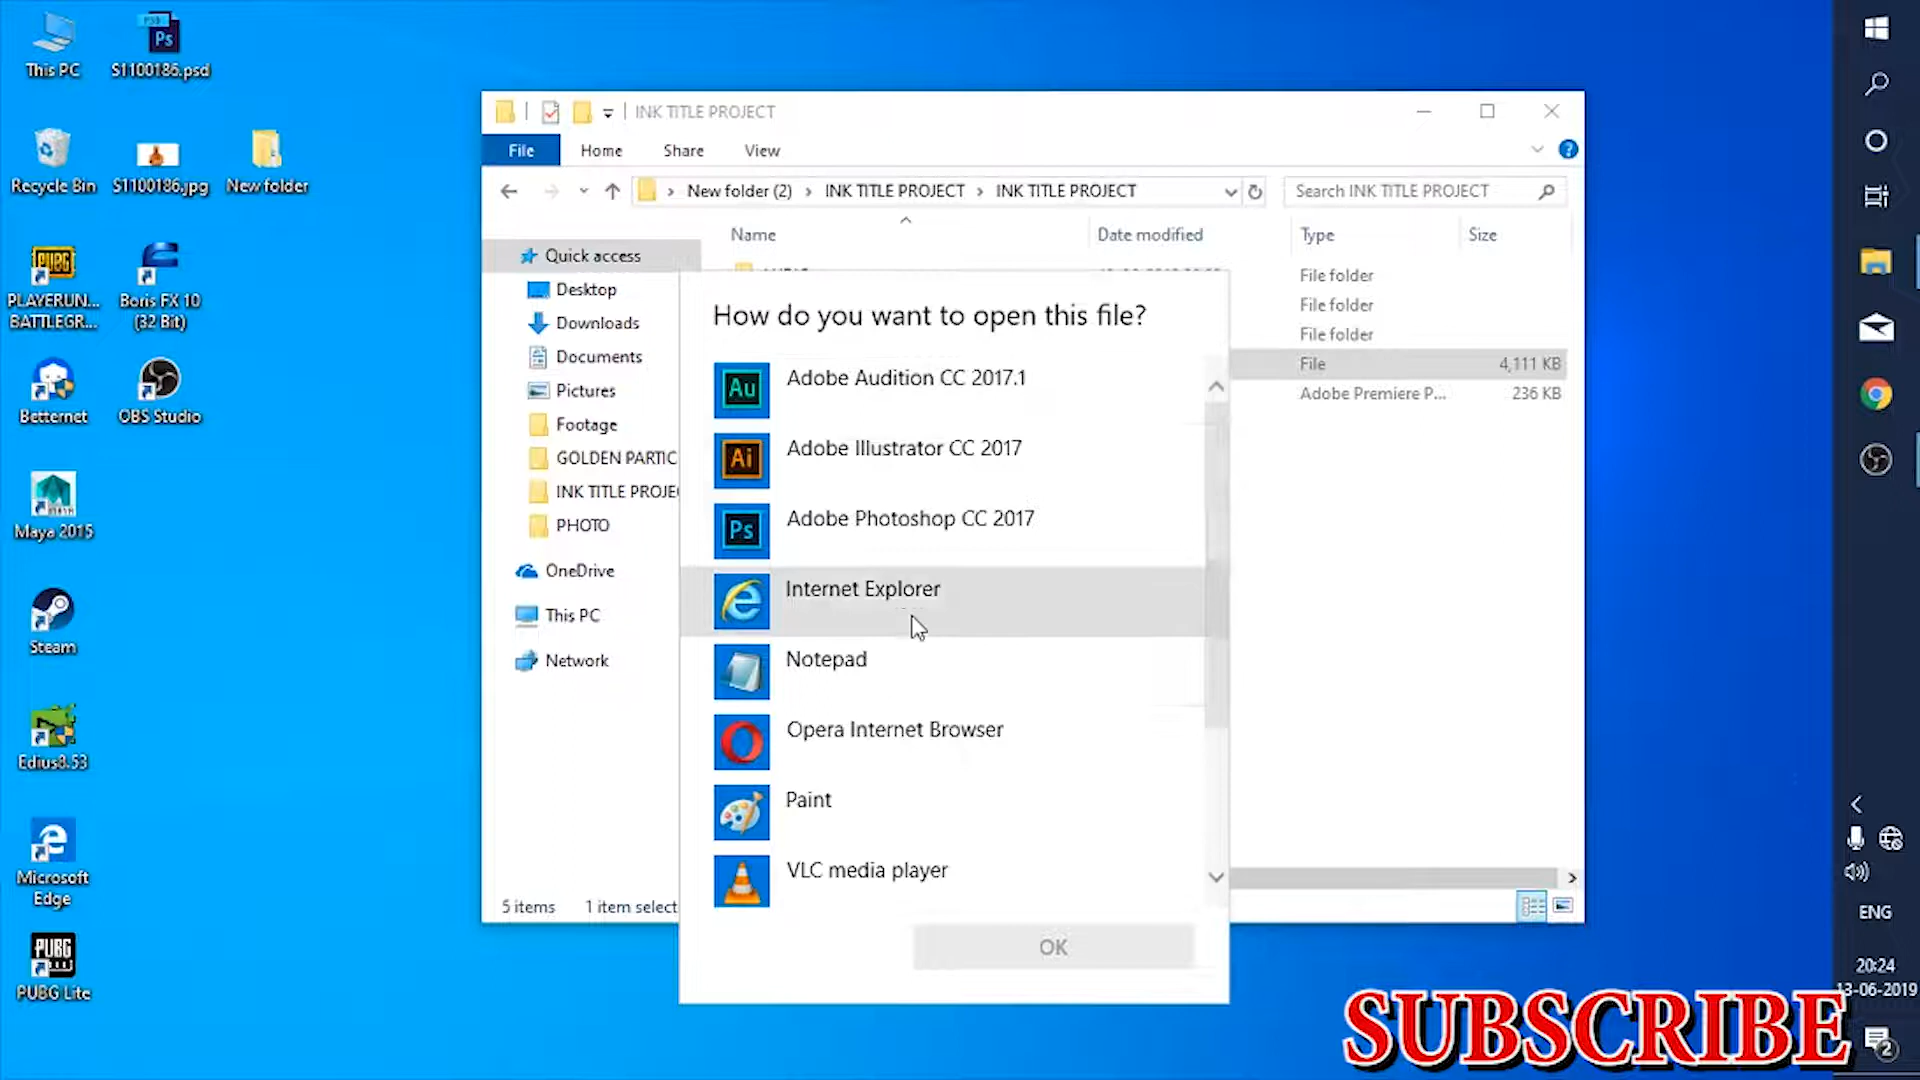 This PC
S1100186.psd
Recycle Bin
S1100186.jpg
New folder
PUBG
PLAYERUN...
BATTLEGR...
Boris FX 10
(32 Bit)
Betternet
OBS Studio
Maya 2015
Steam
Edius8.53
Microsoft
Edge
PUBG
PUBG Lite
INK TITLE PROJECT
File
Home
Share
View
New folder (2)
INK TITLE PROJECT
INK TITLE PROJECT
Search INK TITLE PROJECT
Name
Date modified
Type
Size
Quick access
Desktop
Downloads
Documents
Pictures
Footage
GOLDEN PARTIC
INK TITLE PROJE
PHOTO
OneDrive
This PC
Network
File folder
File folder
File folder
File
4,111 KB
Adobe Premiere P...
236 KB
5 items
1 item select
How do you want to open this file?
Au
Adobe Audition CC 2017.1
Ai
Adobe Illustrator CC 2017
Ps
Adobe Photoshop CC 2017
Internet Explorer
Notepad
Opera Internet Browser
Paint
VLC media player
OK
ENG
20:24
13-06-2019
2
SUBSCRIBE